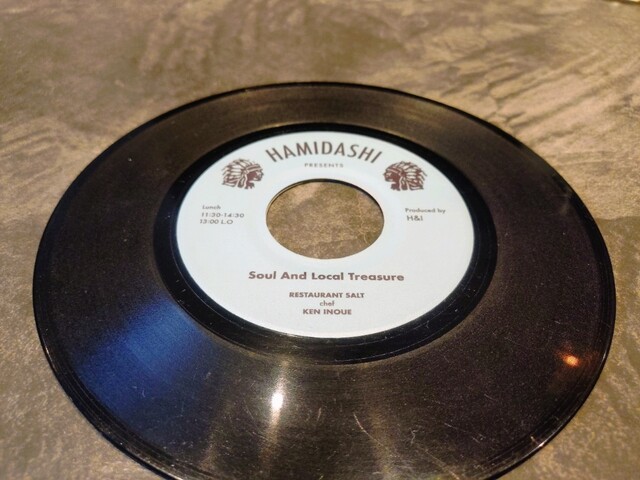 HAMIDASHI
PRESENTS
Lunch
11:30-14:30
13:00 L.O
Produced by
H&I
Soul And Local Treasure
RESTAURANT SALT
chef
KEN INOUE